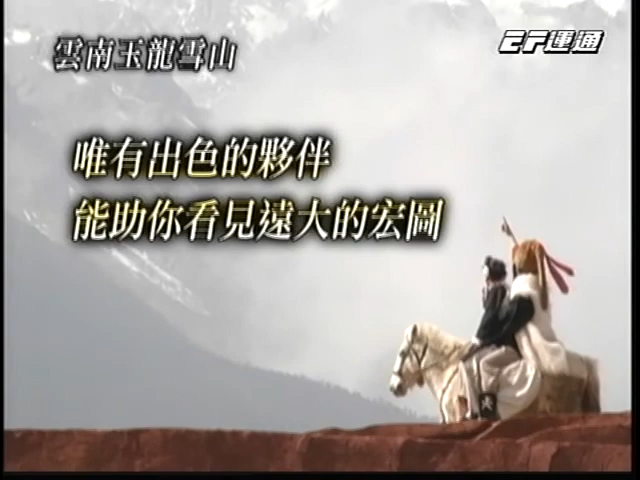 雲南玉龍雪山
CF運通
唯有出色的夥伴
能助你看見遠大的宏圖